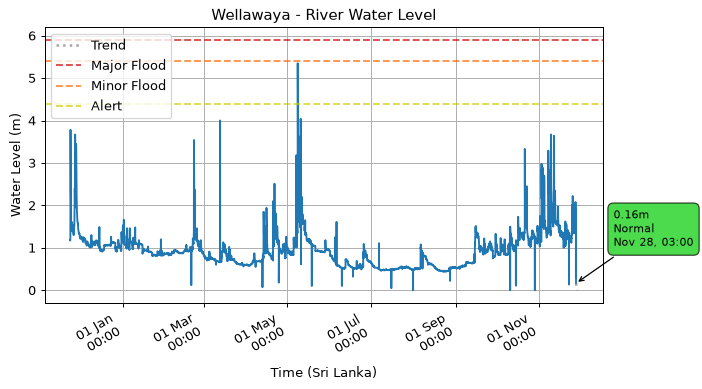 Wellawaya - River Water Level
Water Level (m)
6
5
4
3
2
1
0
Trend
Major Flood
Minor Flood
Alert
0.16m
Normal
Nov 28, 03:00
01 Jan
00:00
01 Mar
00:00
01 May
00:00
01 Jul
00:00
01 Sep
00:00
01 Nov
00:00
Time (Sri Lanka)